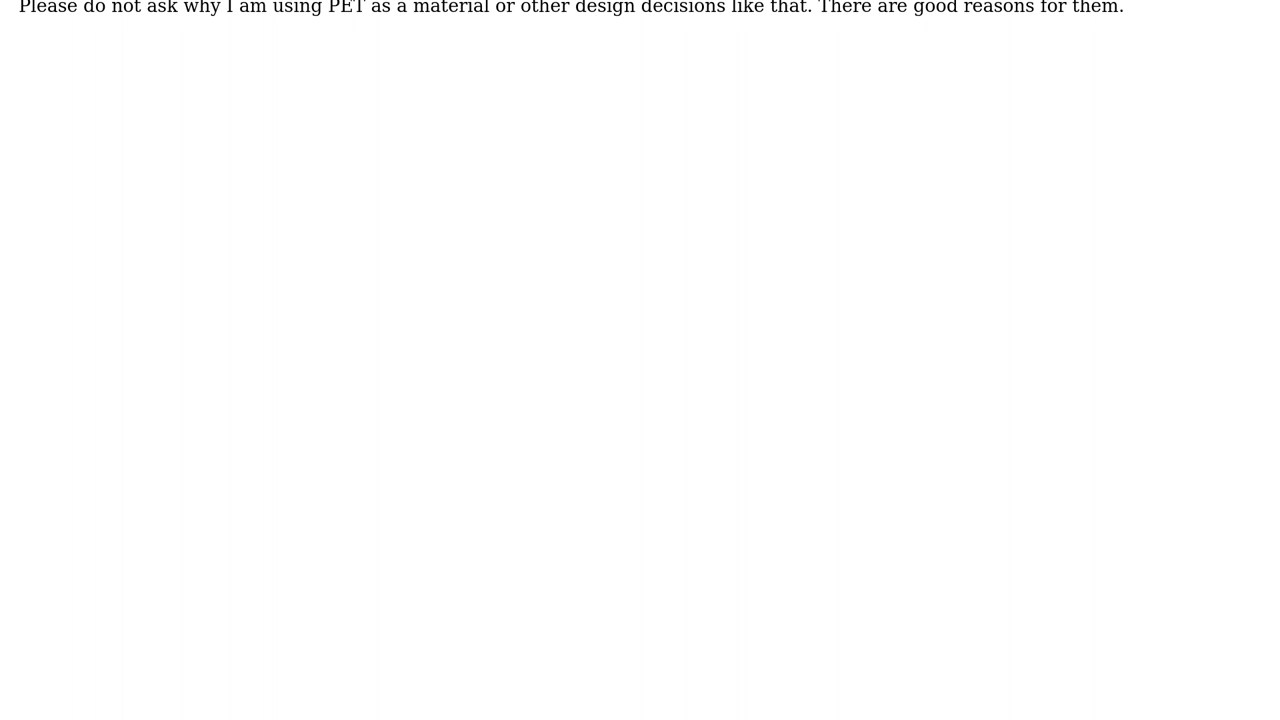 Please do not ask why I am using PET as a material or other design decisions like that. There are good reasons for them.